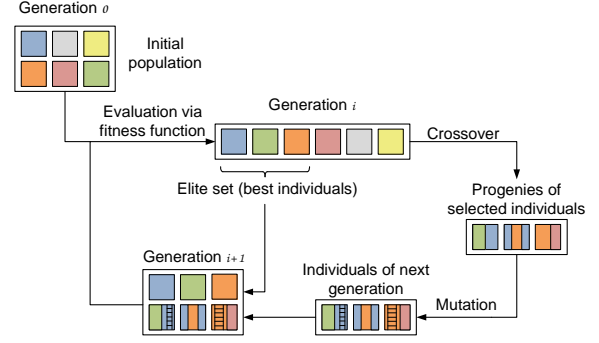 Generation 0
Initial
population
Evaluation via
fitness function
Generation i
Crossover
Elite set (best individuals)
Progenies of
selected individuals
Generation i+1
Individuals of next
generation
Mutation